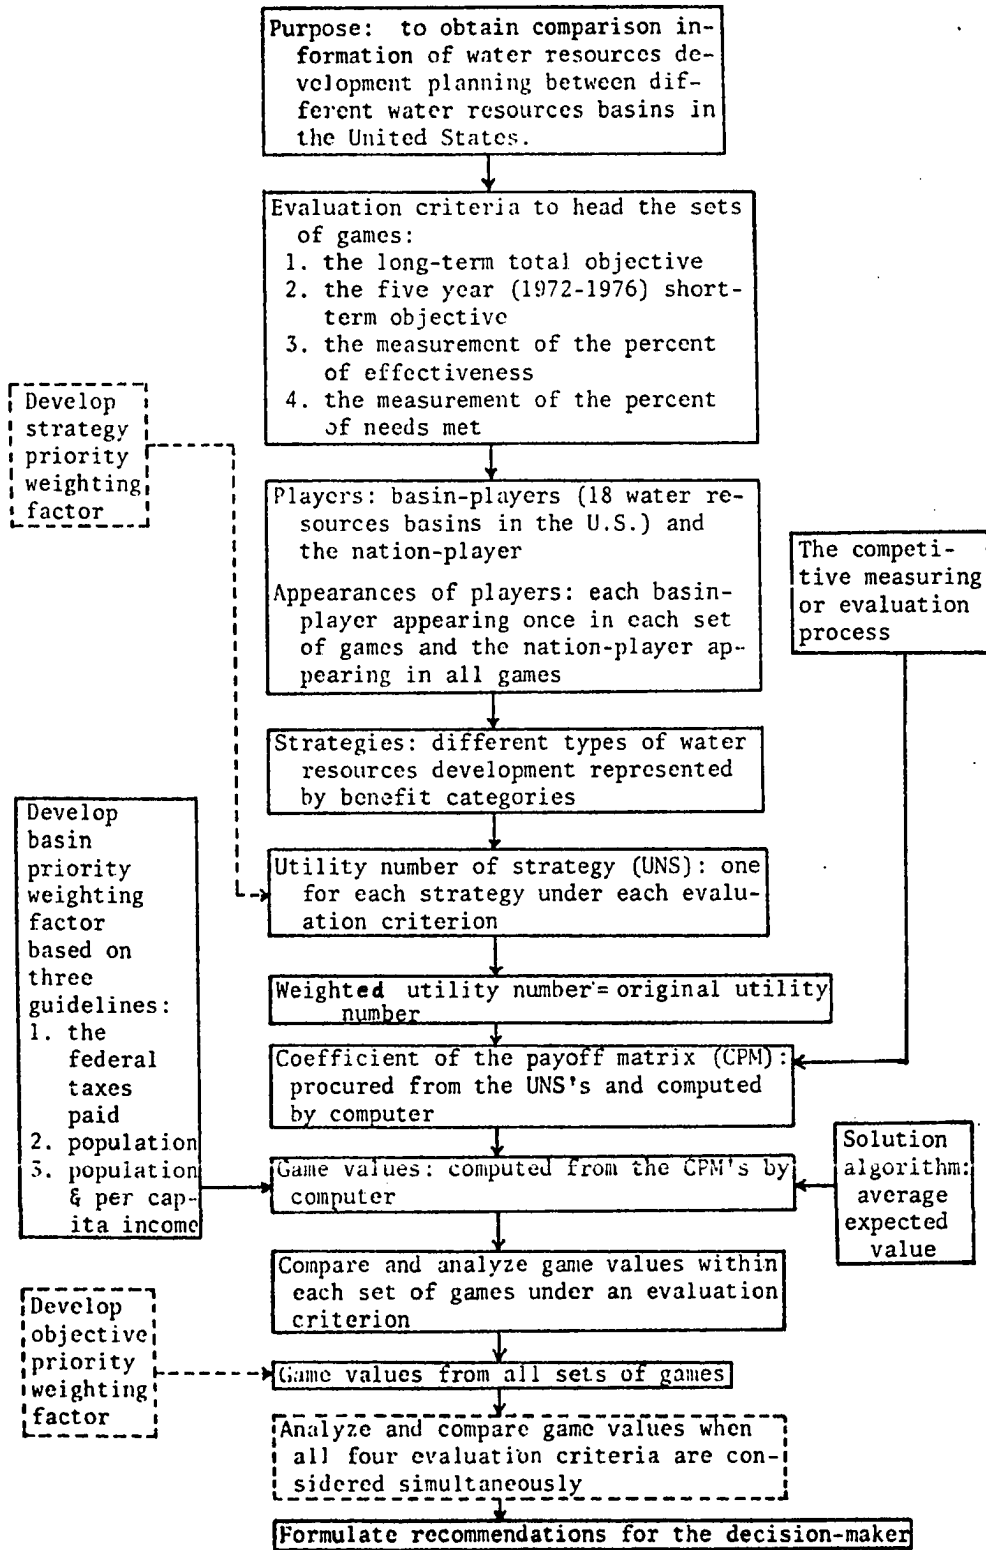 Purpose: to obtain comparison in-
formation of water resources de-
velopment planning between dif-
ferent water resources basins in
the United States.
Evaluation criteria to head the sets
of games:
1. the long-term total objective
2. the five year (1972-1976) short-
term objective
3. the measurement of the percent
of effectiveness
4. the measurement of the percent
of needs met
Develop
strategy
priority
weighting
factor
Players: basin-players (18 water re-
sources basins in the U.S.) and
the nation-player
Appearances of players: each basin-
player appearing once in each set
of games and the nation-player ap-
pearing in all games
The competi-
tive measuring
or evaluation
process
Strategies: different types of water
resources development represented
by benefit categories
Develop
basin
priority
weighting
factor
based on
three
guidelines:
1. the
federal
taxes
paid
2. population
3. population
& per cap-
ita income
Utility number of strategy (UNS): one
for each strategy under each evalu-
ation criterion
Weighted utility number = original utility
number
Coefficient of the payoff matrix (CPM):
procured from the UNS's and computed
by computer
Game values: computed from the CPM's by
computer
Solution
algorithm:
average
expected
value
Compare and analyze game values within
each set of games under an evaluation
criterion
Develop
objective
priority
weighting
factor
Game values from all sets of games
Analyze and compare game values when
all four evaluation criteria are con-
sidered simultaneously
Formulate recommendations for the decision-maker